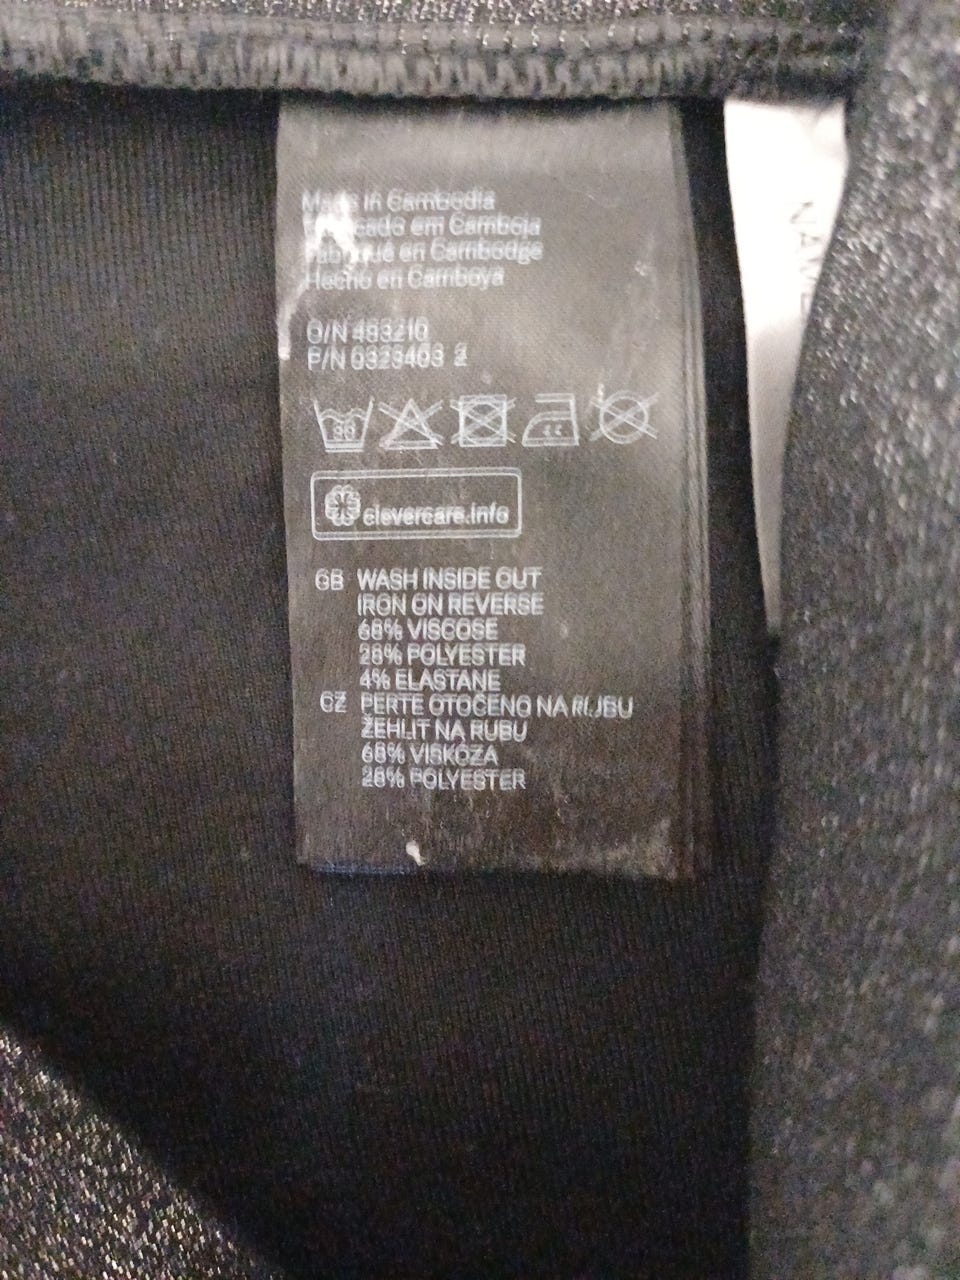 Made in Cambodia
Fabricado em Camboja
Fabriqué en Cambodge
Hecho en Camboya
O/N 493210
P/N 0323403 2
30
clevercare.info
GB WASH INSIDE OUT
IRON ON REVERSE
68% VISCOSE
28% POLYESTER
4% ELASTANE
CZ PERTE OTOČENO NA RUBU
ŽEHLIT NA RUBU
68% VISKÓZA
28% POLYESTER